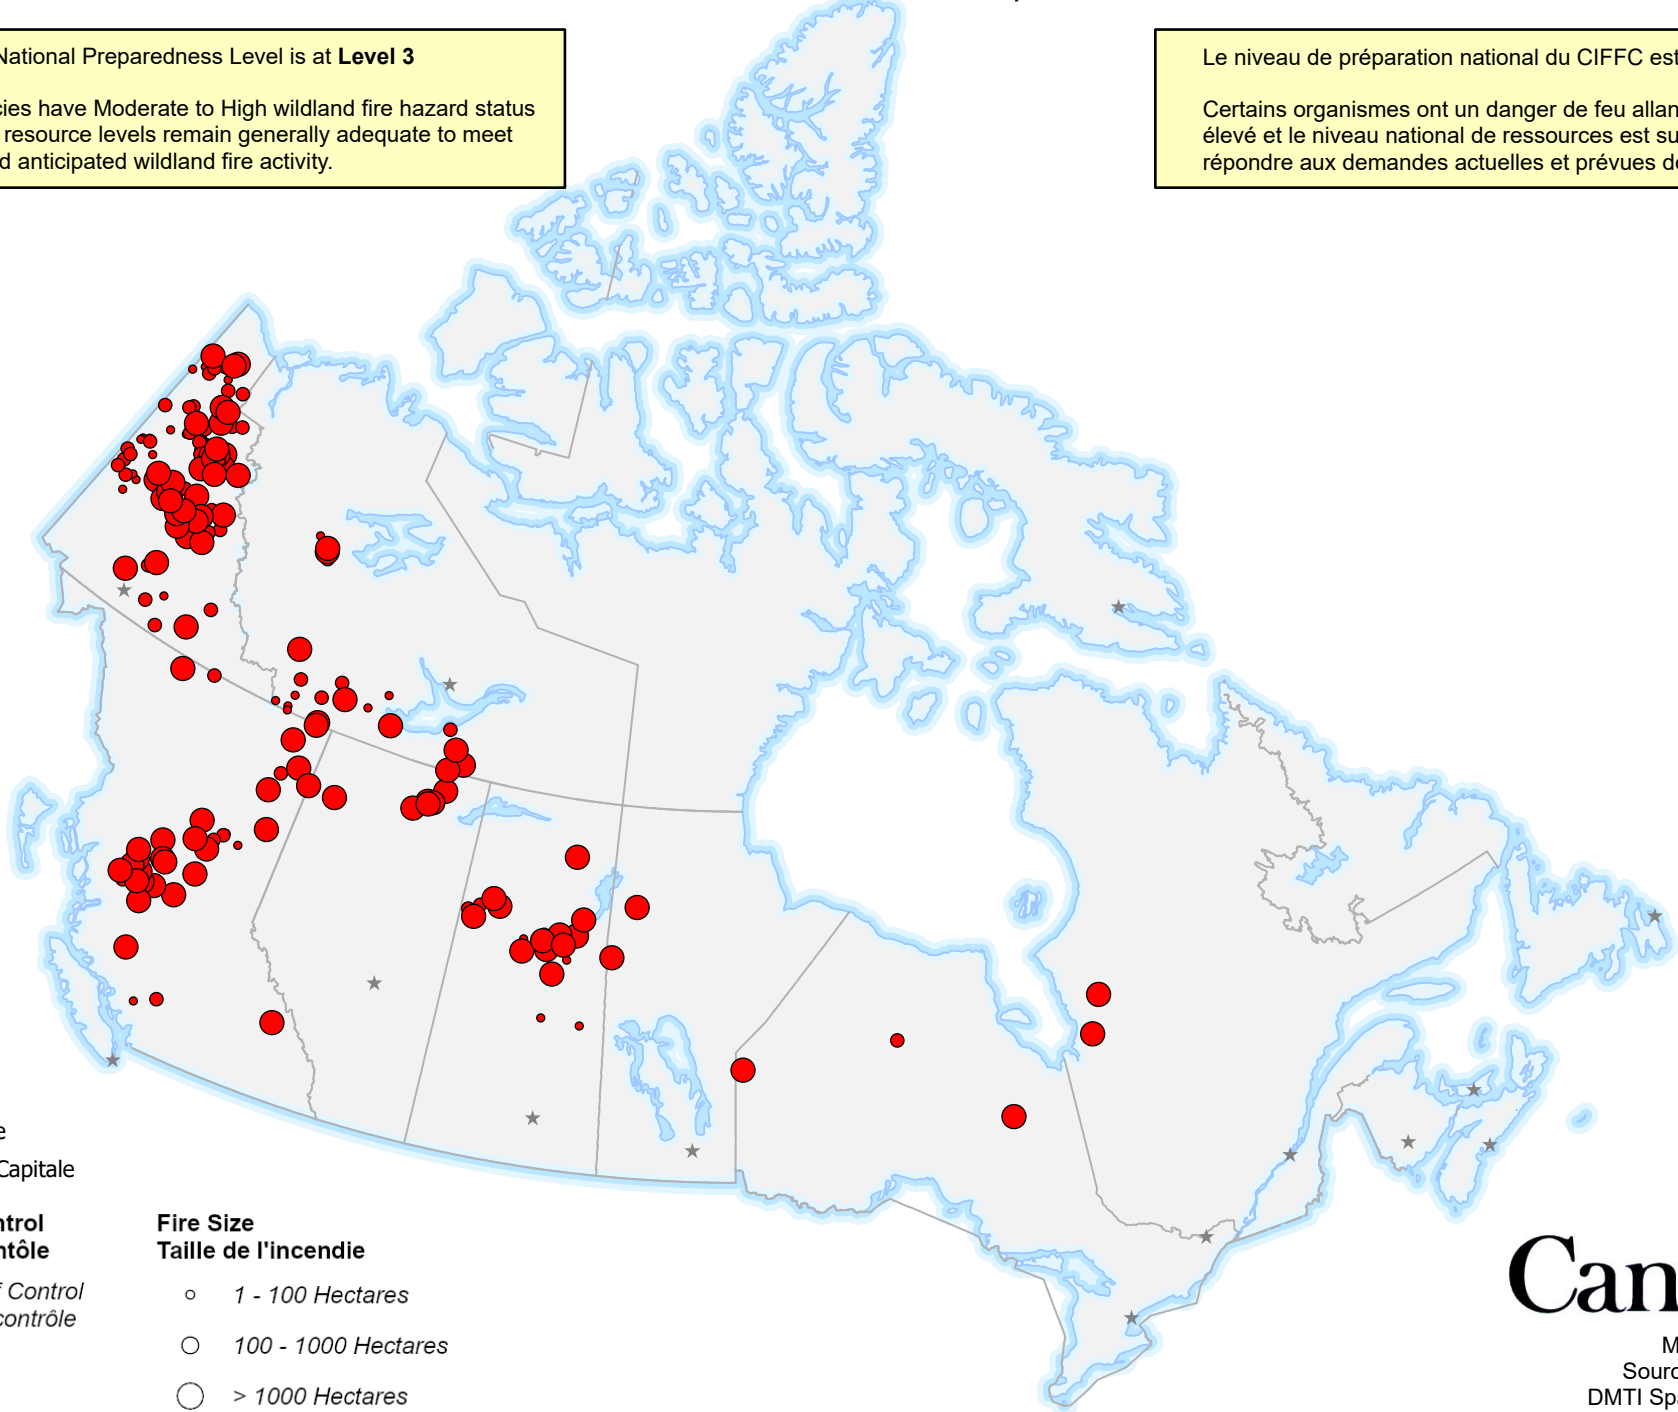 National Preparedness Level is at Level 3
cies have Moderate to High wildland fire hazard status
resource levels remain generally adequate to meet
d anticipated wildland fire activity.
Le niveau de préparation national du CIFFC est
Certains organismes ont un danger de feu allan
élevé et le niveau national de ressources est su
répondre aux demandes actuelles et prévues de
e
Capitale
ntrol
ntôle
f Control
contrôle
Fire Size
Taille de l'incendie
1 - 100 Hectares
100 - 1000 Hectares
> 1000 Hectares
Can
M
Sourc
DMTI Spa